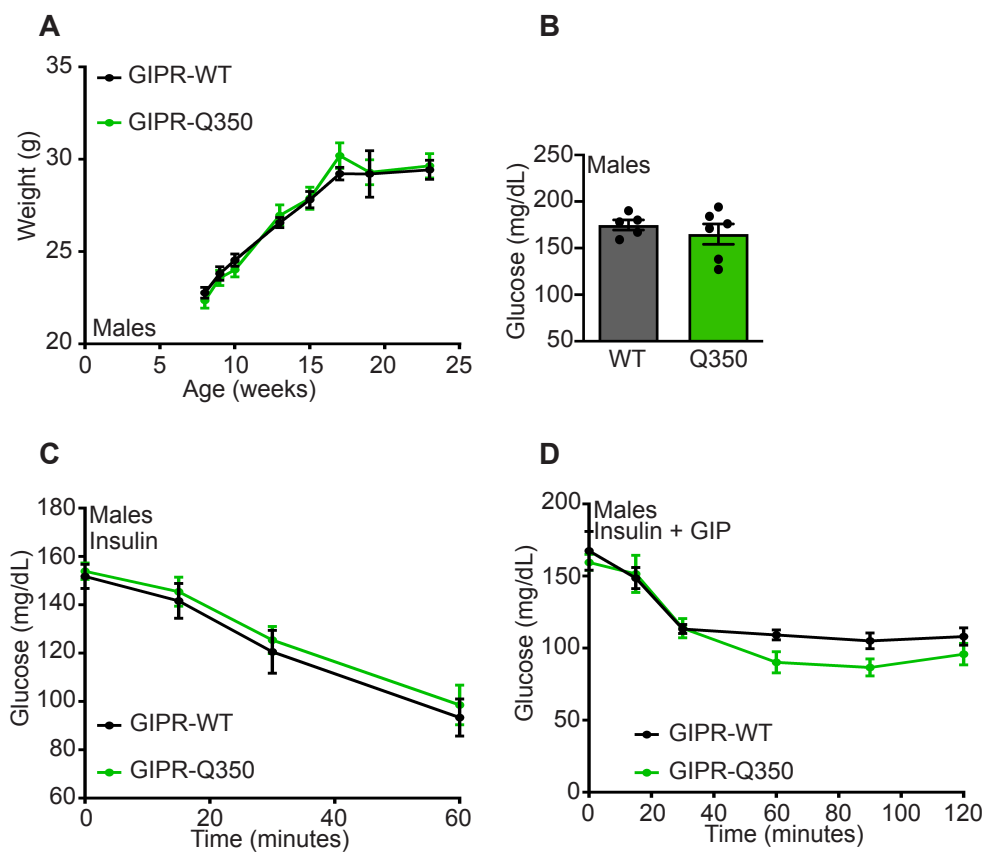 A
35
GIPR-WT
GIPR-Q350
30
Weight (g)
25
20
Males
0 5 10 15 20 25
Age (weeks)
B
250
Males
200
150
100
50
Glucose (mg/dL)
WT Q350
C
180
Males
Insulin
160
140
120
100
80
60
Glucose (mg/dL)
GIPR-WT
GIPR-Q350
0 20 40 60
Time (minutes)
D
200
Males
Insulin + GIP
150
100
50
0
Glucose (mg/dL)
GIPR-WT
GIPR-Q350
0 20 40 60 80 100 120
Time (minutes)